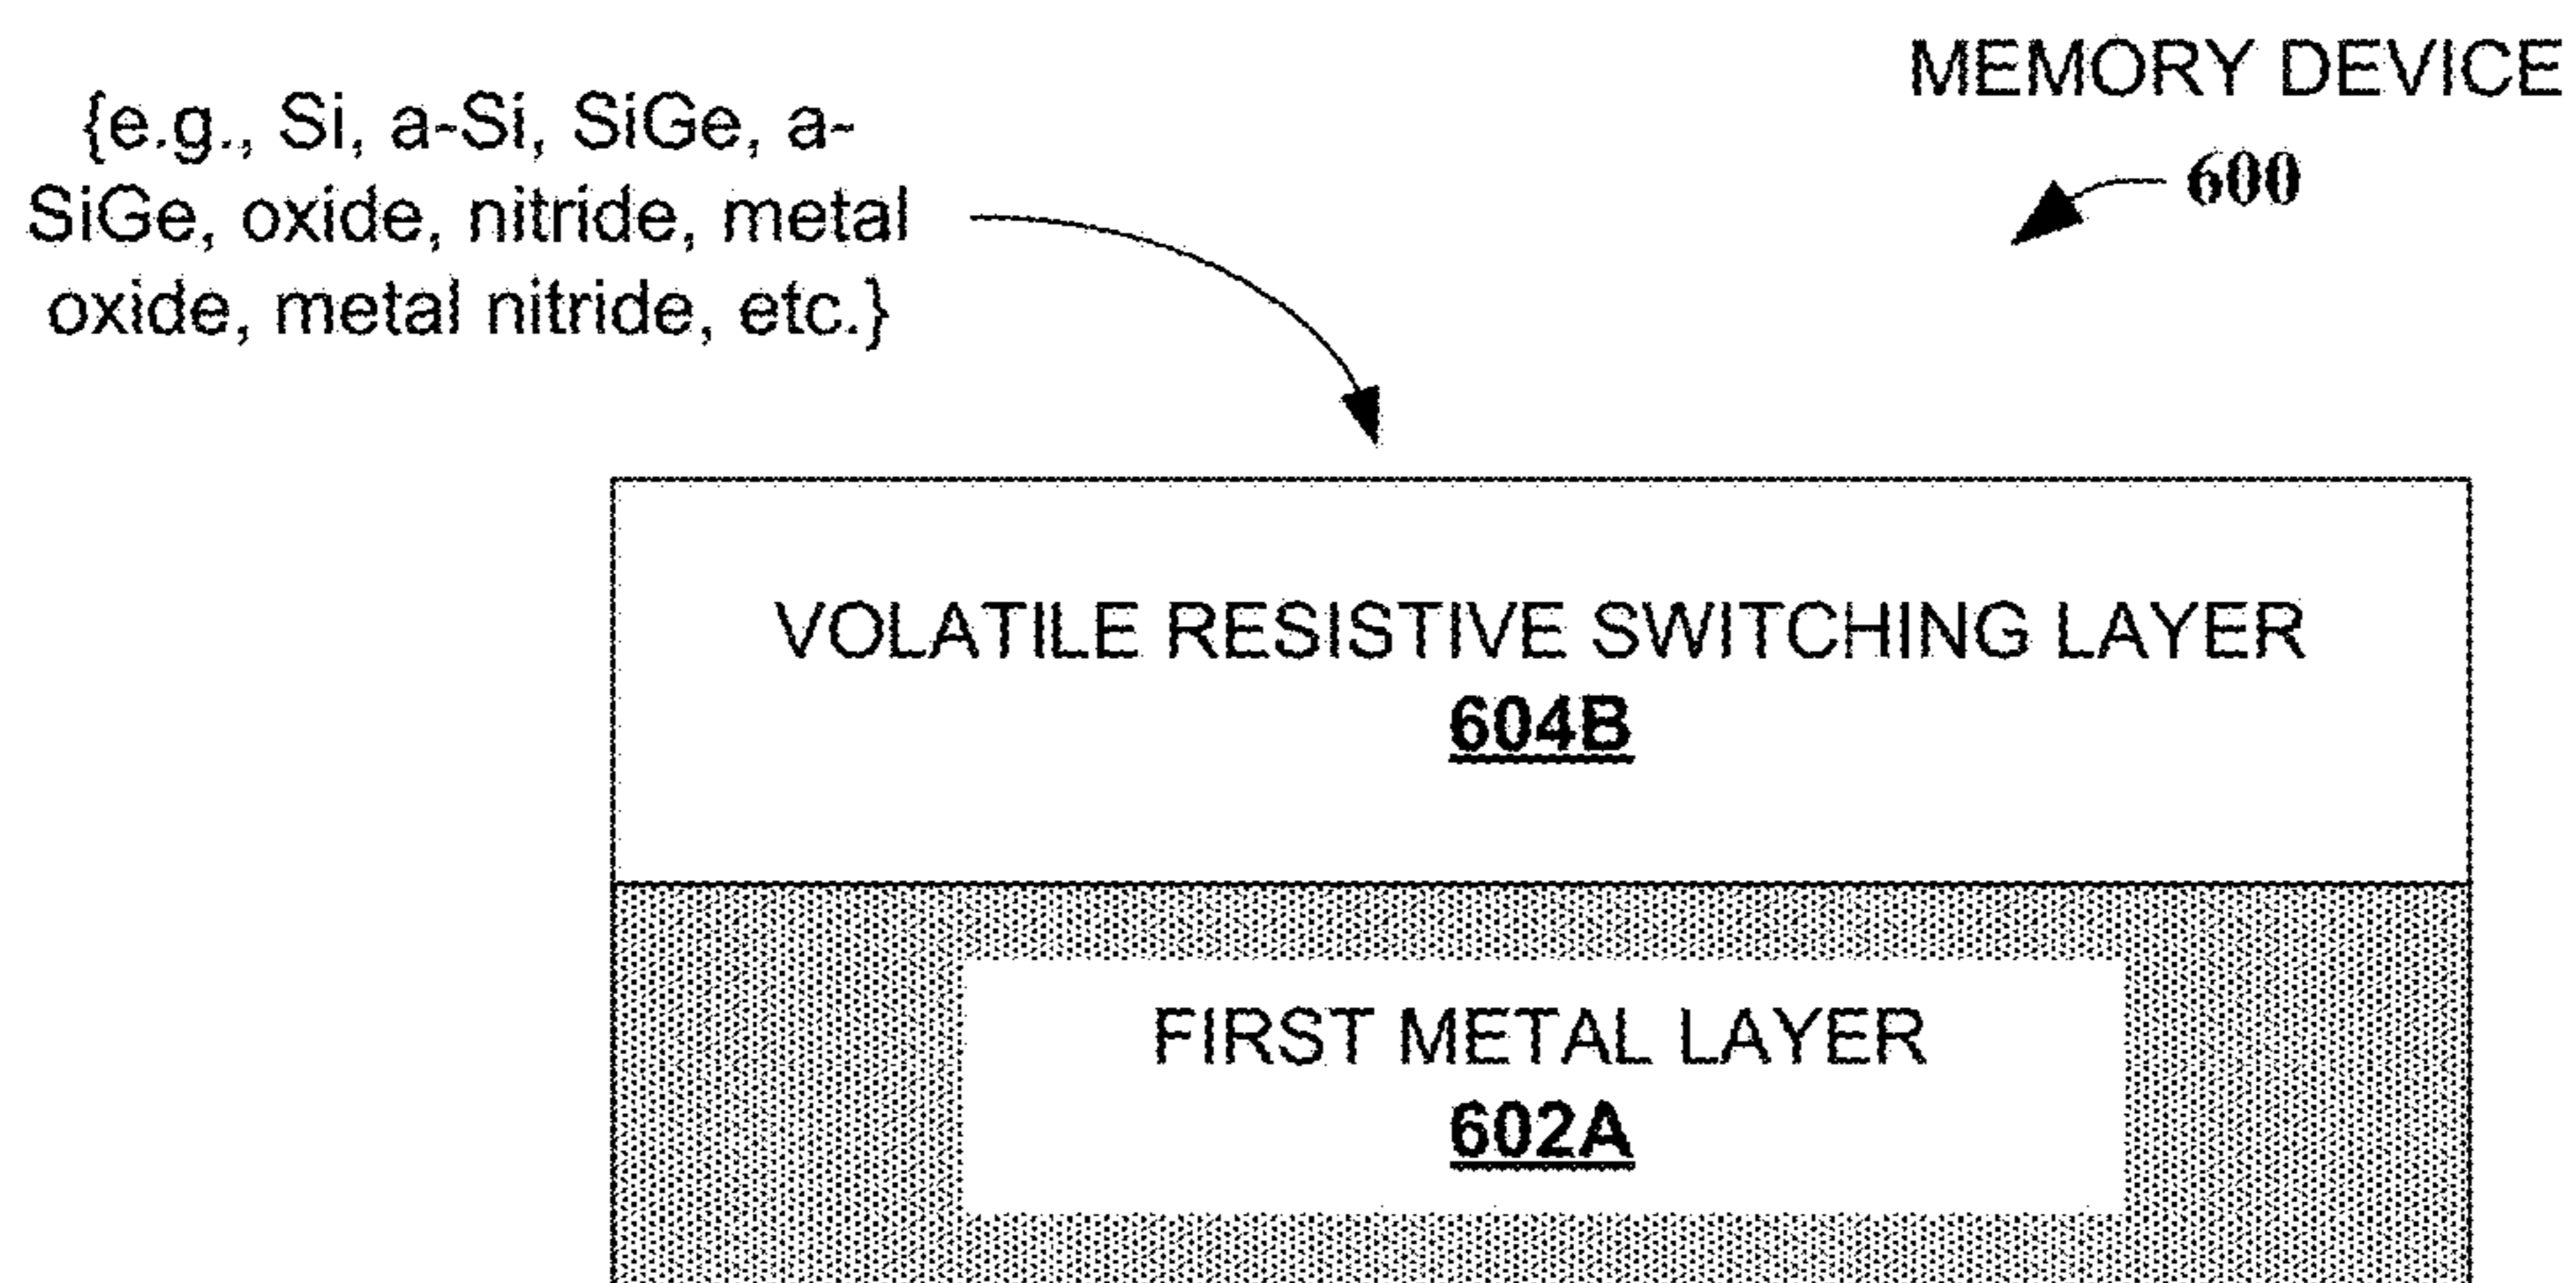 MEMORY DEVICE
600
{e.g., Si, a-Si, SiGe, a-
SiGe, oxide, nitride, metal
oxide, metal nitride, etc.}
VOLATILE RESISTIVE SWITCHING LAYER
604B
FIRST METAL LAYER
602A